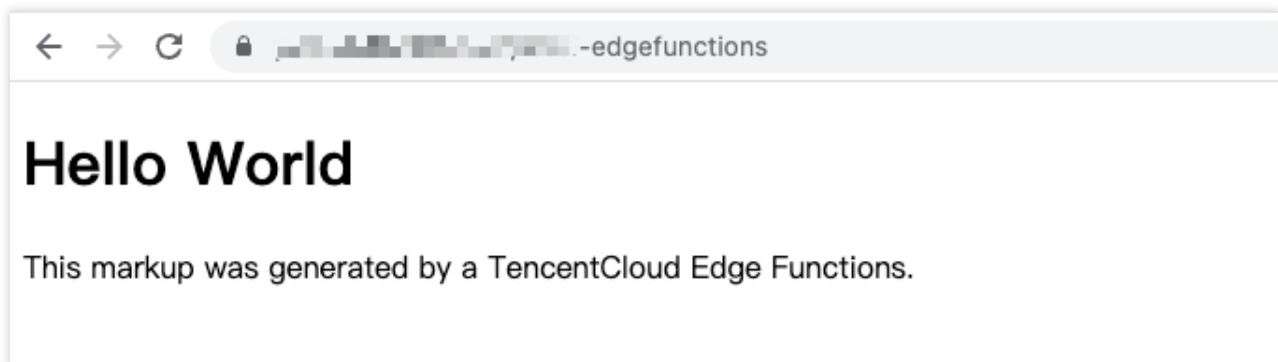 -edgefunctions
Hello World
This markup was generated by a TencentCloud Edge Functions.